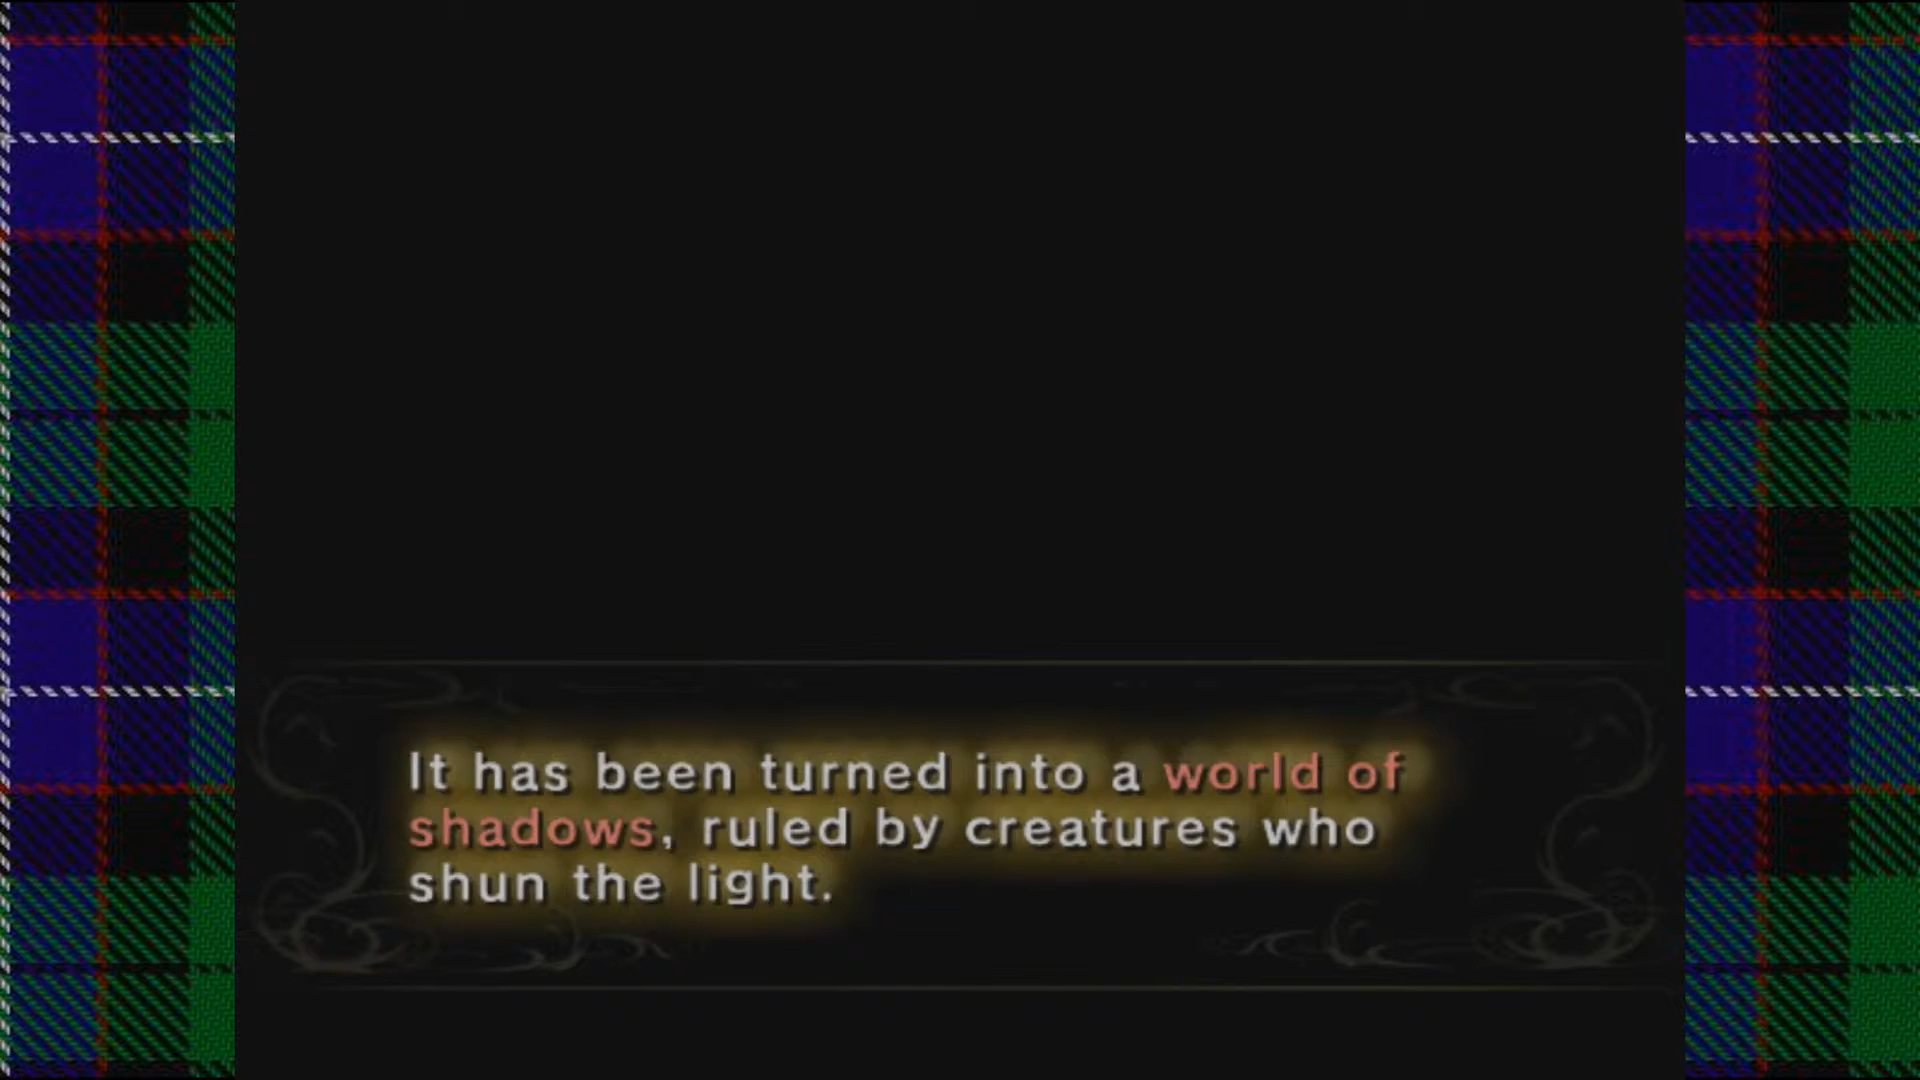 It has been turned into a world of
shadows, ruled by creatures who
shun the light.